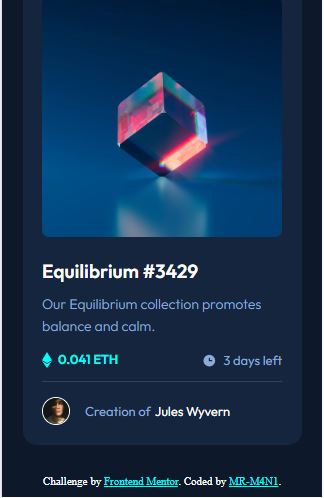 Equilibrium #3429
Our Equilibrium collection promotes
balance and calm.
0.041 ETH 3 days left
Creation of Jules Wyvern
Challenge by Frontend Mentor. Coded by MR-M4N1.